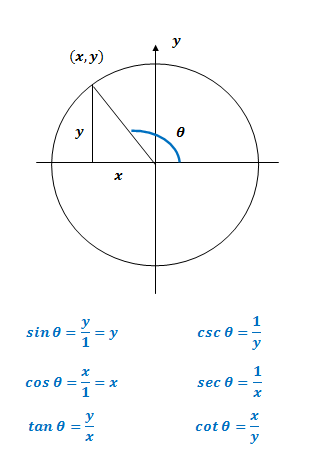 y
(x, y)
θ
y
x
sin θ = y/1 = y
csc θ = 1/y
cos θ = x/1 = x
sec θ = 1/x
tan θ = y/x
cot θ = x/y